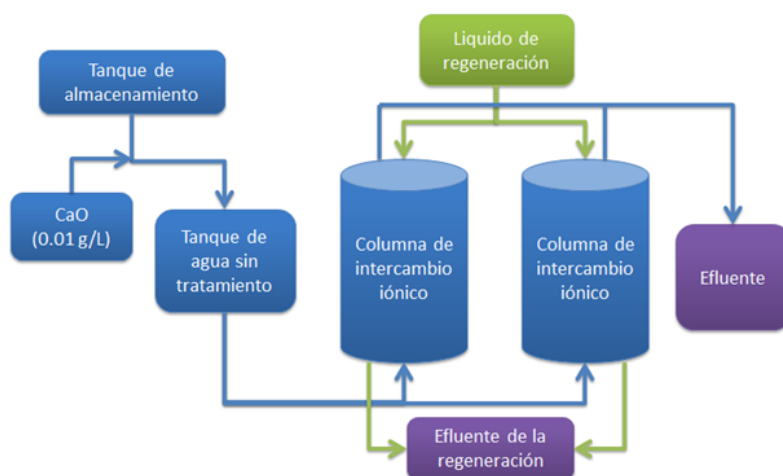 Liquido de
regeneración
Tanque de
almacenamiento
CaO
(0.01 g/L)
Tanque de
agua sin
tratamiento
Columna de
intercambio
iónico
Columna de
intercambio
iónico
Efluente
Efluente de la
regeneración